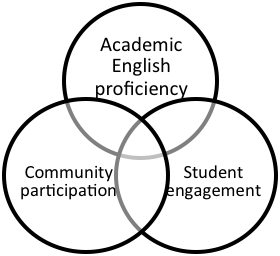 Academic
English
proficiency
Community
participation
Student
engagement